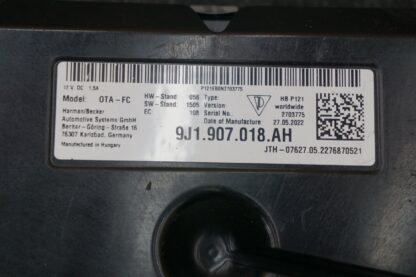 12 V. DC 1.5A
P121E80N2703775
Model: OTA-FC
HW-Stand: 056
SW-Stand: 1505
EC: 108
Type: HB P121
Version: worldwide
Serial No.: 2703775
Date of Manufacture: 27.05.2022
Harman/Becker
Automotive Systems GmbH
Becker-Göring-Straße 16
76307 Karlsbad, Germany
Manufactured in Hungary
9J1.907.018.AH
JTH-07627.05.2276870521